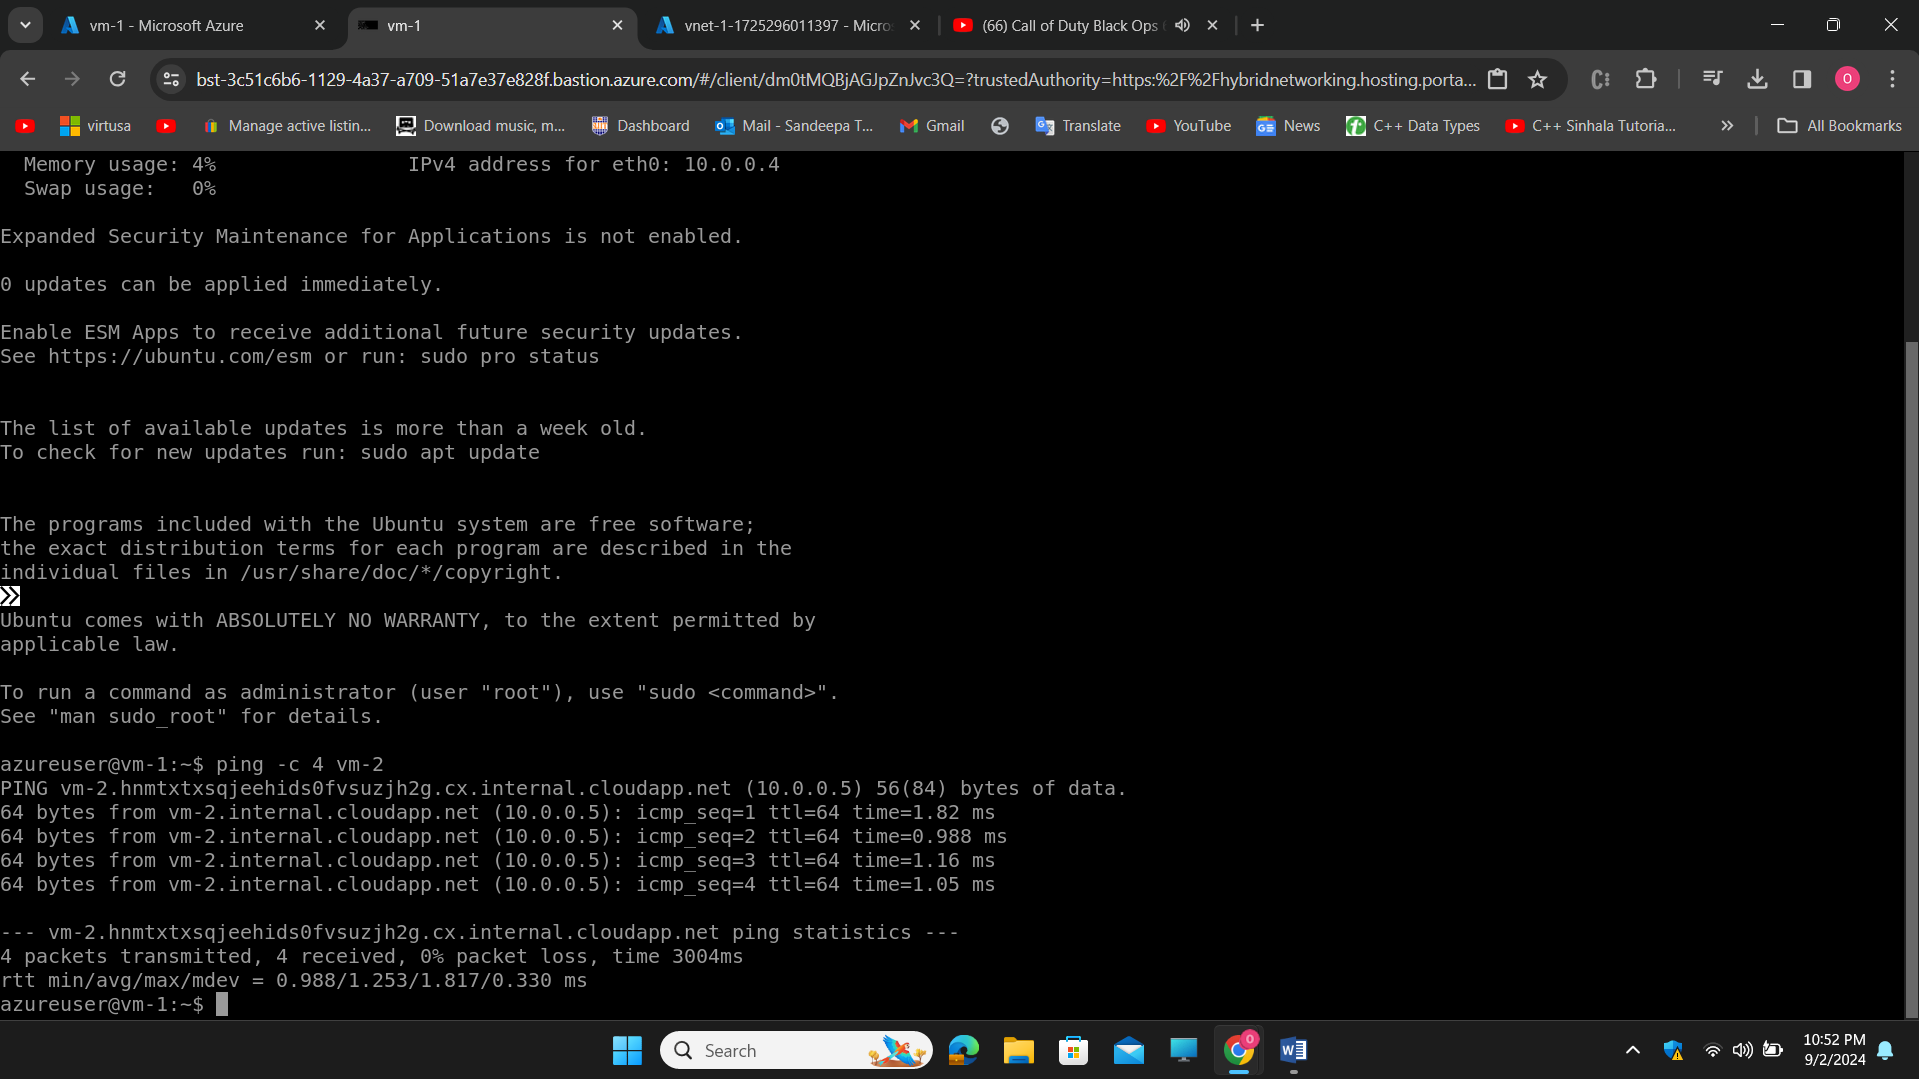 vm-1 - Microsoft Azure
vm-1
vnet-1-1725296011397 - Micro
(66) Call of Duty Black Ops
bst-3c51c6b6-1129-4a37-a709-51a7e37e828f.bastion.azure.com/#/client/dm0tMQBjAGJpZnJvc3Q=?trustedAuthority=https:%2F%2Fhybridnetworking.hosting.porta...
O
virtusa
Manage active listin...
Download music, m...
Dashboard
Mail - Sandeepa T...
Gmail
Translate
YouTube
News
C++ Data Types
C++ Sinhala Tutoria...
All Bookmarks
Memory usage: 4% IPv4 address for eth0: 10.0.0.4
Swap usage: 0%
Expanded Security Maintenance for Applications is not enabled.
0 updates can be applied immediately.
Enable ESM Apps to receive additional future security updates.
See https://ubuntu.com/esm or run: sudo pro status
The list of available updates is more than a week old.
To check for new updates run: sudo apt update
The programs included with the Ubuntu system are free software;
the exact distribution terms for each program are described in the
individual files in /usr/share/doc/*/copyright.
Ubuntu comes with ABSOLUTELY NO WARRANTY, to the extent permitted by
applicable law.
To run a command as administrator (user "root"), use "sudo <command>".
See "man sudo_root" for details.
azureuser@vm-1:~$ ping -c 4 vm-2
PING vm-2.hnmtxtxsqjeehids0fvsuzjh2g.cx.internal.cloudapp.net (10.0.0.5) 56(84) bytes of data.
64 bytes from vm-2.internal.cloudapp.net (10.0.0.5): icmp_seq=1 ttl=64 time=1.82 ms
64 bytes from vm-2.internal.cloudapp.net (10.0.0.5): icmp_seq=2 ttl=64 time=0.988 ms
64 bytes from vm-2.internal.cloudapp.net (10.0.0.5): icmp_seq=3 ttl=64 time=1.16 ms
64 bytes from vm-2.internal.cloudapp.net (10.0.0.5): icmp_seq=4 ttl=64 time=1.05 ms
--- vm-2.hnmtxtxsqjeehids0fvsuzjh2g.cx.internal.cloudapp.net ping statistics ---
4 packets transmitted, 4 received, 0% packet loss, time 3004ms
rtt min/avg/max/mdev = 0.988/1.253/1.817/0.330 ms
azureuser@vm-1:~$
Search
10:52 PM
9/2/2024